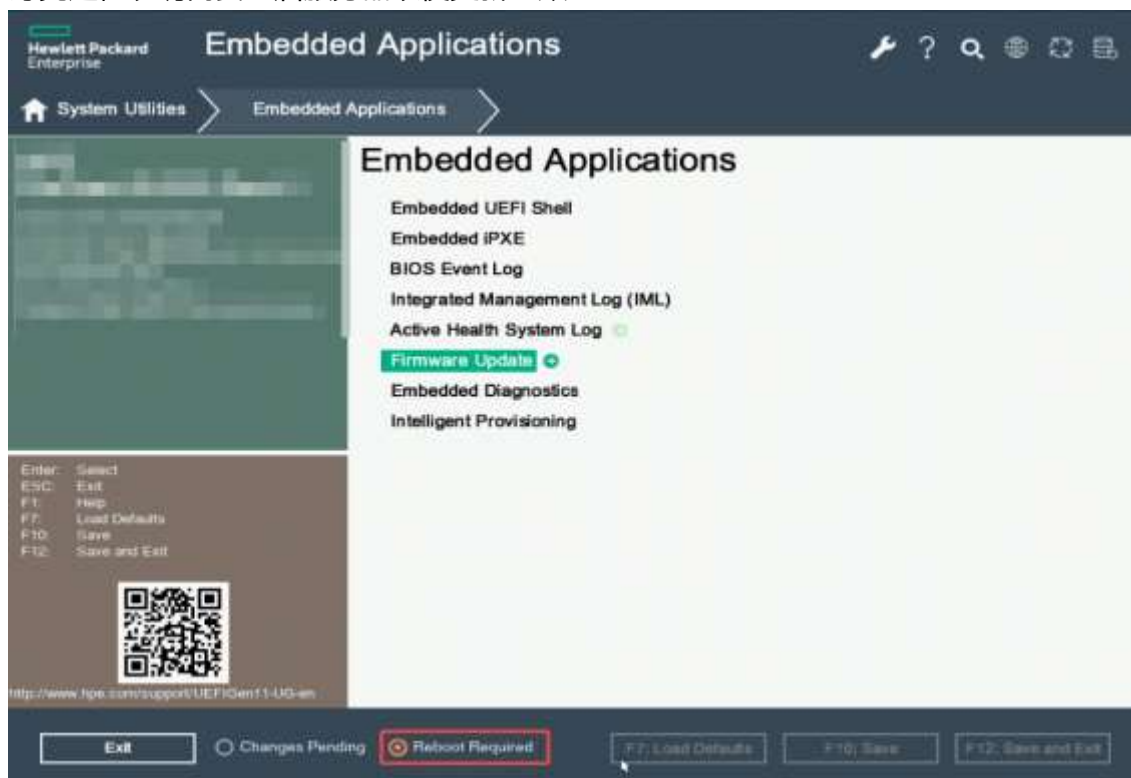 Hewlett Packard
Enterprise
Embedded Applications
?
System Utilities
Embedded Applications
Embedded Applications
Embedded UEFI Shell
Embedded iPXE
BIOS Event Log
Integrated Management Log (IML)
Active Health System Log
Firmware Update
Embedded Diagnostics
Intelligent Provisioning
Enter: Select
ESC: Exit
F1: Help
F7: Load Defaults
F10: Save
F12: Save and Exit
http://www.hpe.com/support/UEFIGen11-UG-en
Exit
Changes Pending
Reboot Required
F7: Load Defaults
F10: Save
F12: Save and Exit